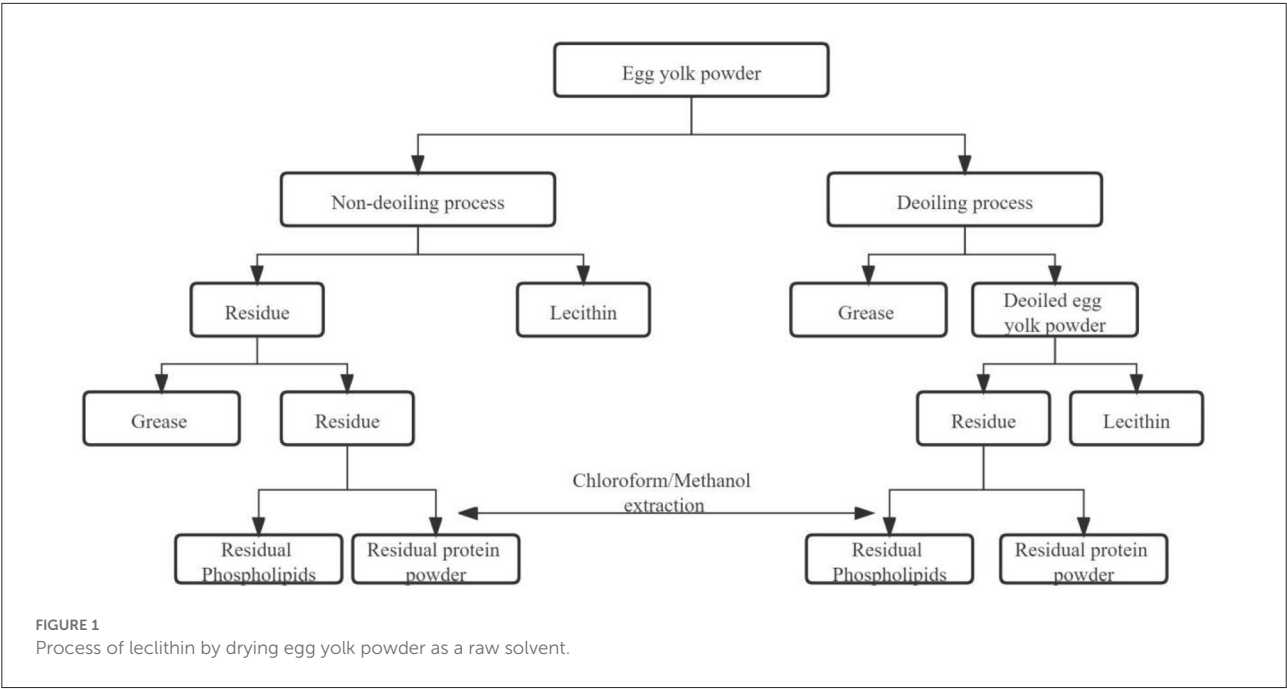 Egg yolk powder
Non-deoiling process
Deoiling process
Residue
Lecithin
Grease
Deoiled egg
yolk powder
Grease
Residue
Residue
Lecithin
Chloroform/Methanol
extraction
Residual
Phospholipids
Residual protein
powder
Residual
Phospholipids
Residual protein
powder
FIGURE 1
Process of leclithin by drying egg yolk powder as a raw solvent.